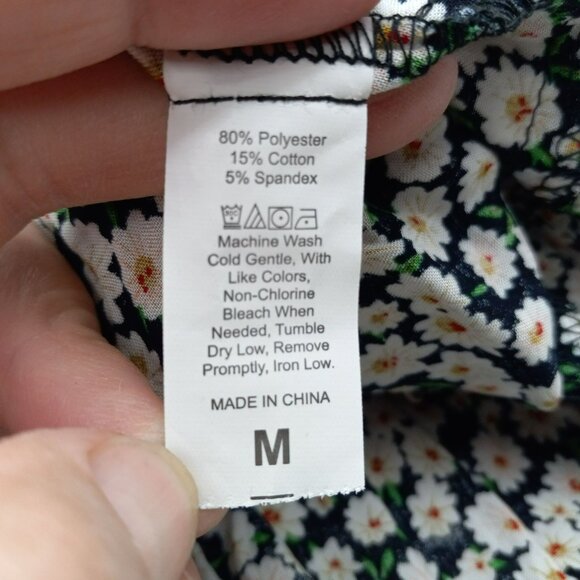 80% Polyester
15% Cotton
5% Spandex
30C
Machine Wash
Cold Gentle, With
Like Colors,
Non-Chlorine
Bleach When
Needed, Tumble
Dry Low, Remove
Promptly, Iron Low.
MADE IN CHINA
M